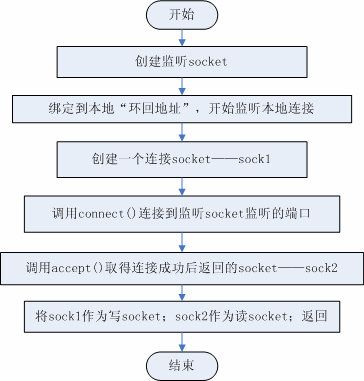 开始
创建监听socket
绑定到本地“环回地址”，开始监听本地连接
创建一个连接socket——sock1
调用connect()连接到监听socket监听的端口
调用accept()取得连接成功后返回的socket——sock2
将sock1作为写socket；sock2作为读socket；返回
结束